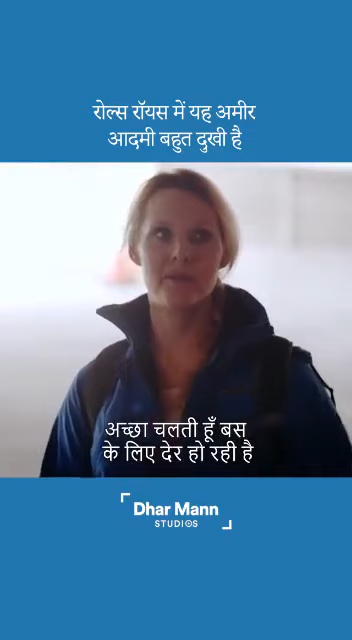 रोल्स रॉयस में यह अमीर
आदमी बहुत दुखी है
अच्छा चलती हूँ बस
के लिए देर हो रही है
Dhar Mann
STUDIOS